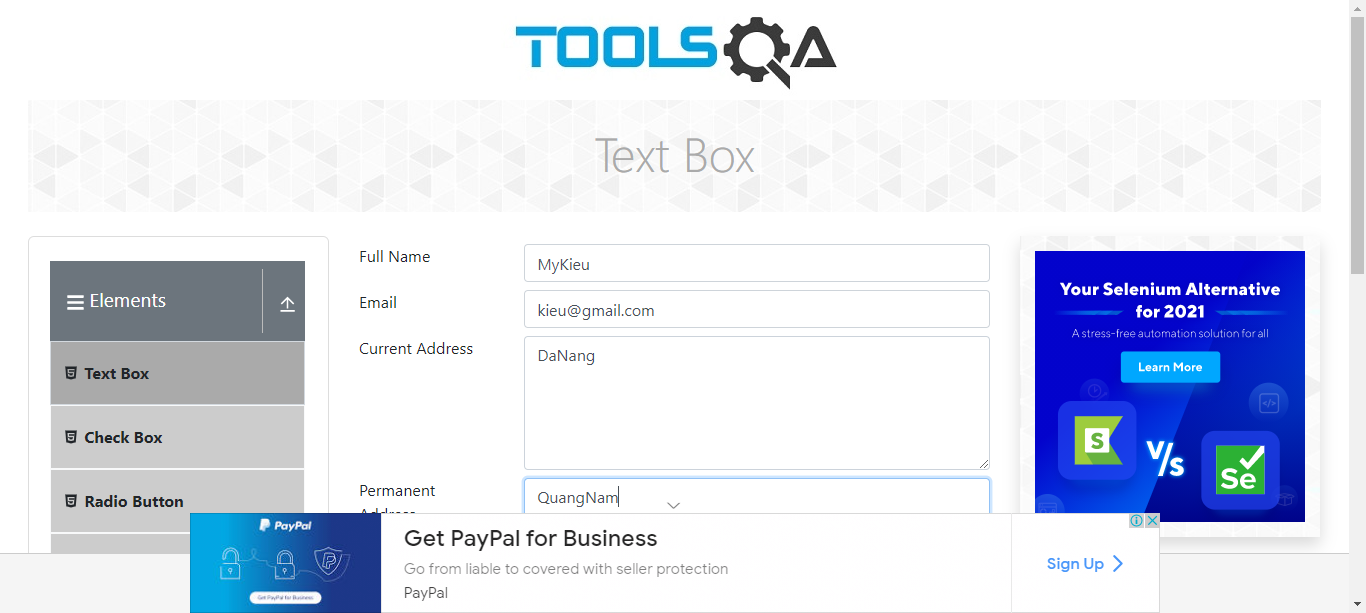 TOOLSQA
Text Box
Elements
Text Box
Check Box
Radio Button
Full Name
MyKieu
Email
kieu@gmail.com
Current Address
DaNang
Permanent
Address
QuangNam
Your Selenium Alternative
for 2021
A stress-free automation solution for all
Learn More
S
V/s
Se
PayPal
Get PayPal for Business
Get PayPal for Business
Go from liable to covered with seller protection
PayPal
Sign Up